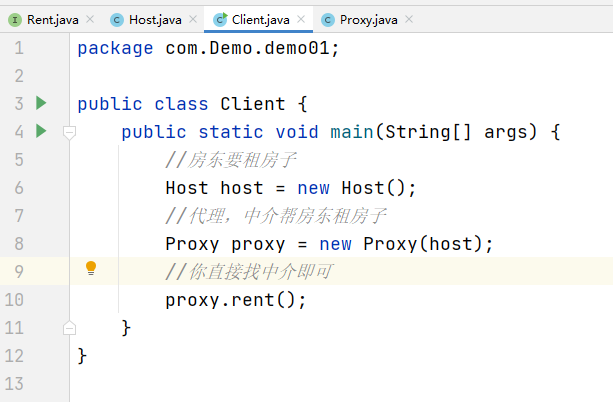 I Rent.java × C Host.java × C Client.java × C Proxy.java ×
1 package com.Demo.demo01;
2
3 public class Client {
4 public static void main(String[] args) {
5 //房东要租房子
6 Host host = new Host();
7 //代理，中介帮房东租房子
8 Proxy proxy = new Proxy(host);
9 //你直接找中介即可
10 proxy.rent();
11 }
12 }
13